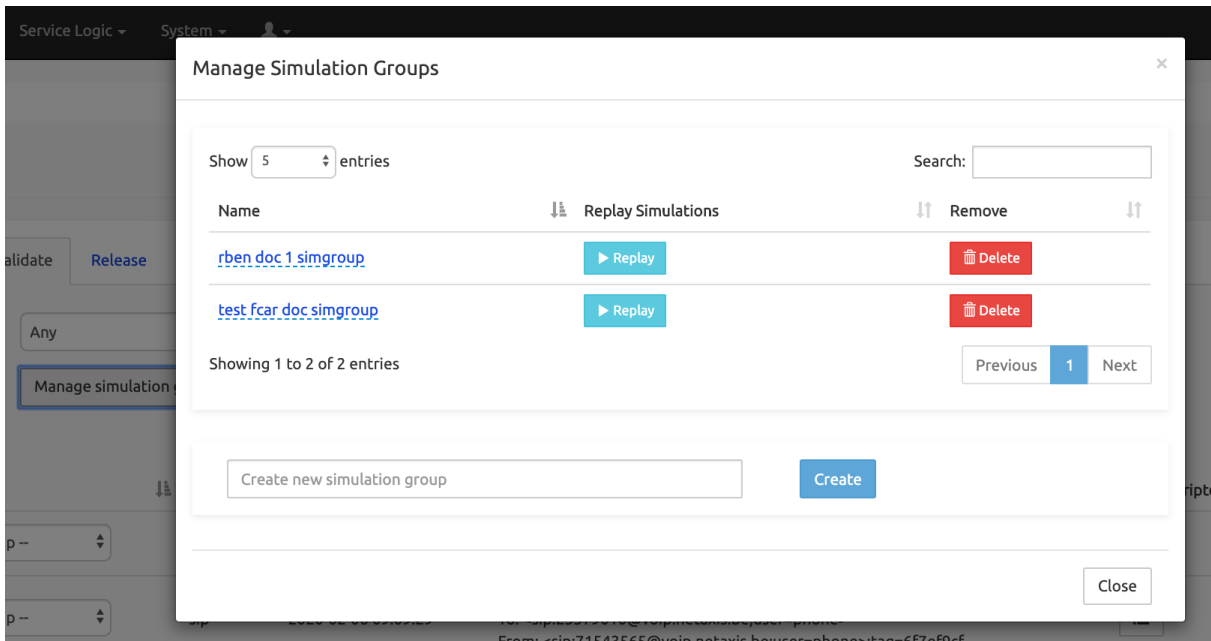 Service Logic System
Manage Simulation Groups ×
Show 5 entries Search:
Name Replay Simulations Remove
rben doc 1 simgroup Replay Delete
test fcar doc simgroup Replay Delete
Showing 1 to 2 of 2 entries Previous 1 Next
Create new simulation group Create
Close
alidate Release
Any
Manage simulation
ript
p --
p --